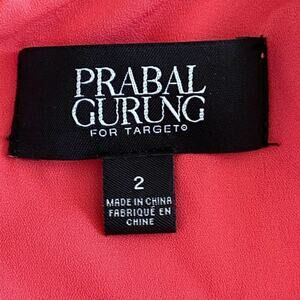 PRABAL
GURUNG
FOR TARGET®
2
MADE IN CHINA
FABRIQUÉ EN
CHINE